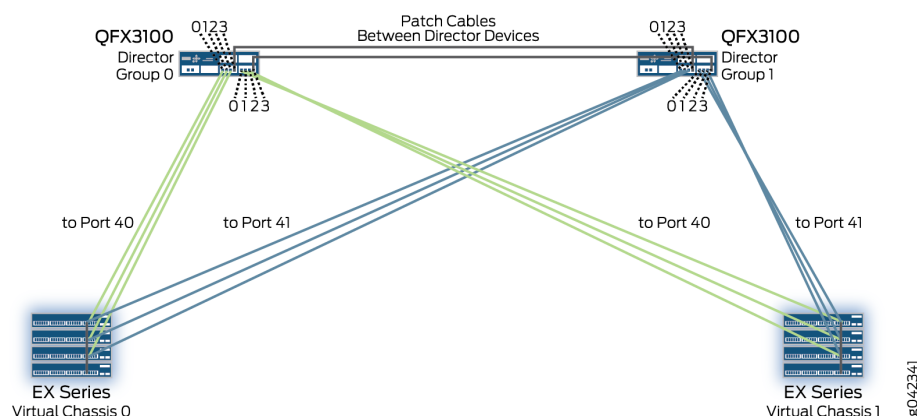 0123
Patch Cables
Between Director Devices
0123
QFX3100
Director
Group 0
QFX3100
Director
Group 1
0123
0123
to Port 40
to Port 41
to Port 40
to Port 41
EX Series
Virtual Chassis 0
EX Series
Virtual Chassis 1
g042341